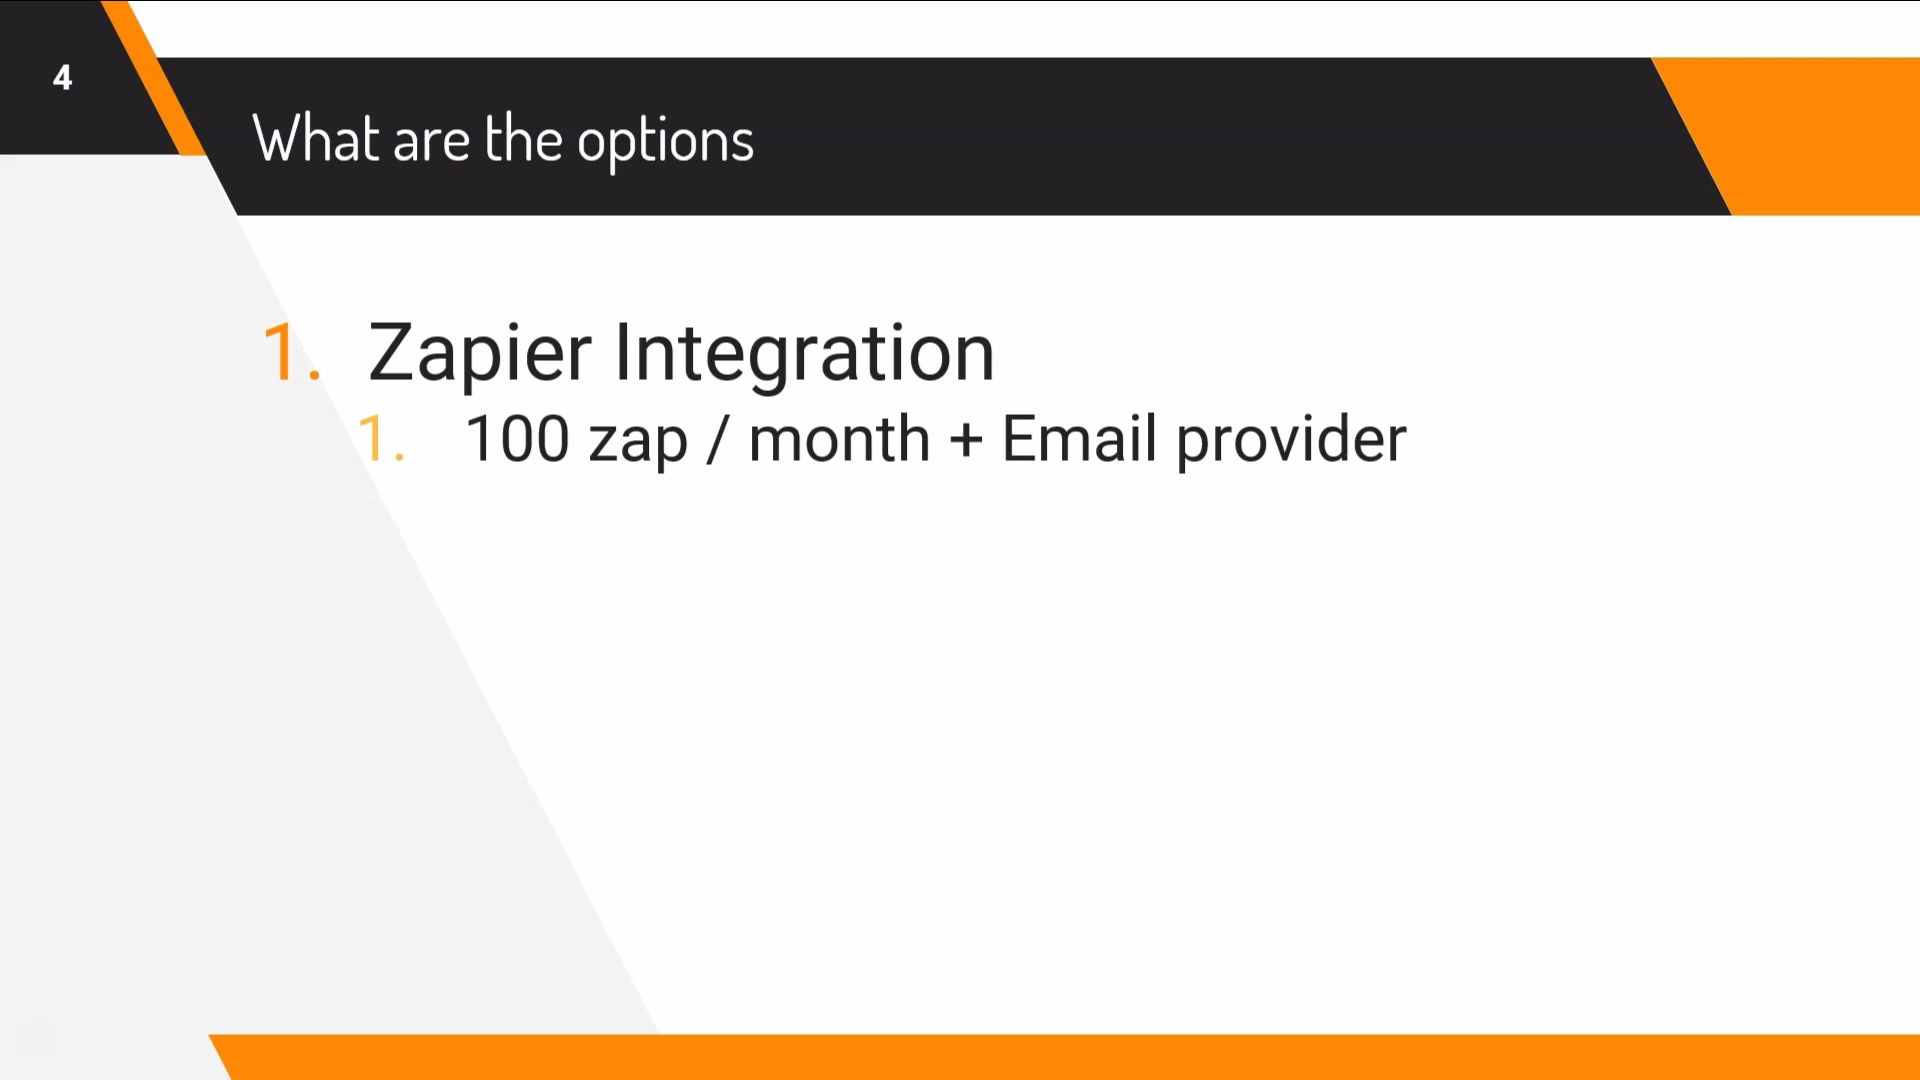 4
What are the options
1. Zapier Integration
1. 100 zap / month + Email provider